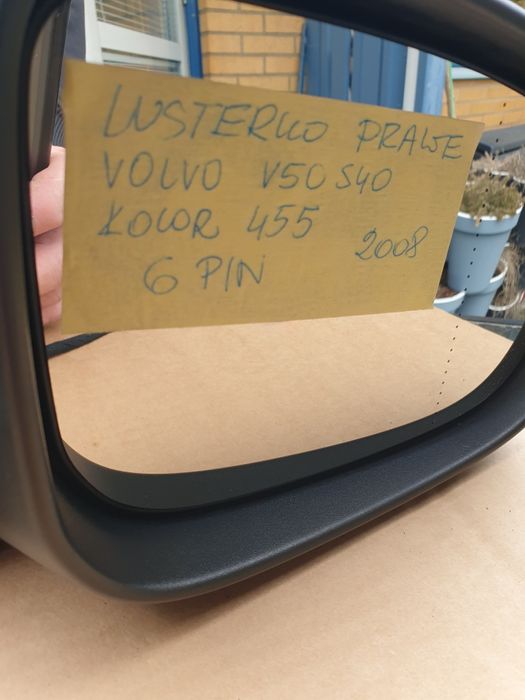 LUSTERKO PRAWE
VOLVO V50 S40
KOLOR 455
2008
6 PIN